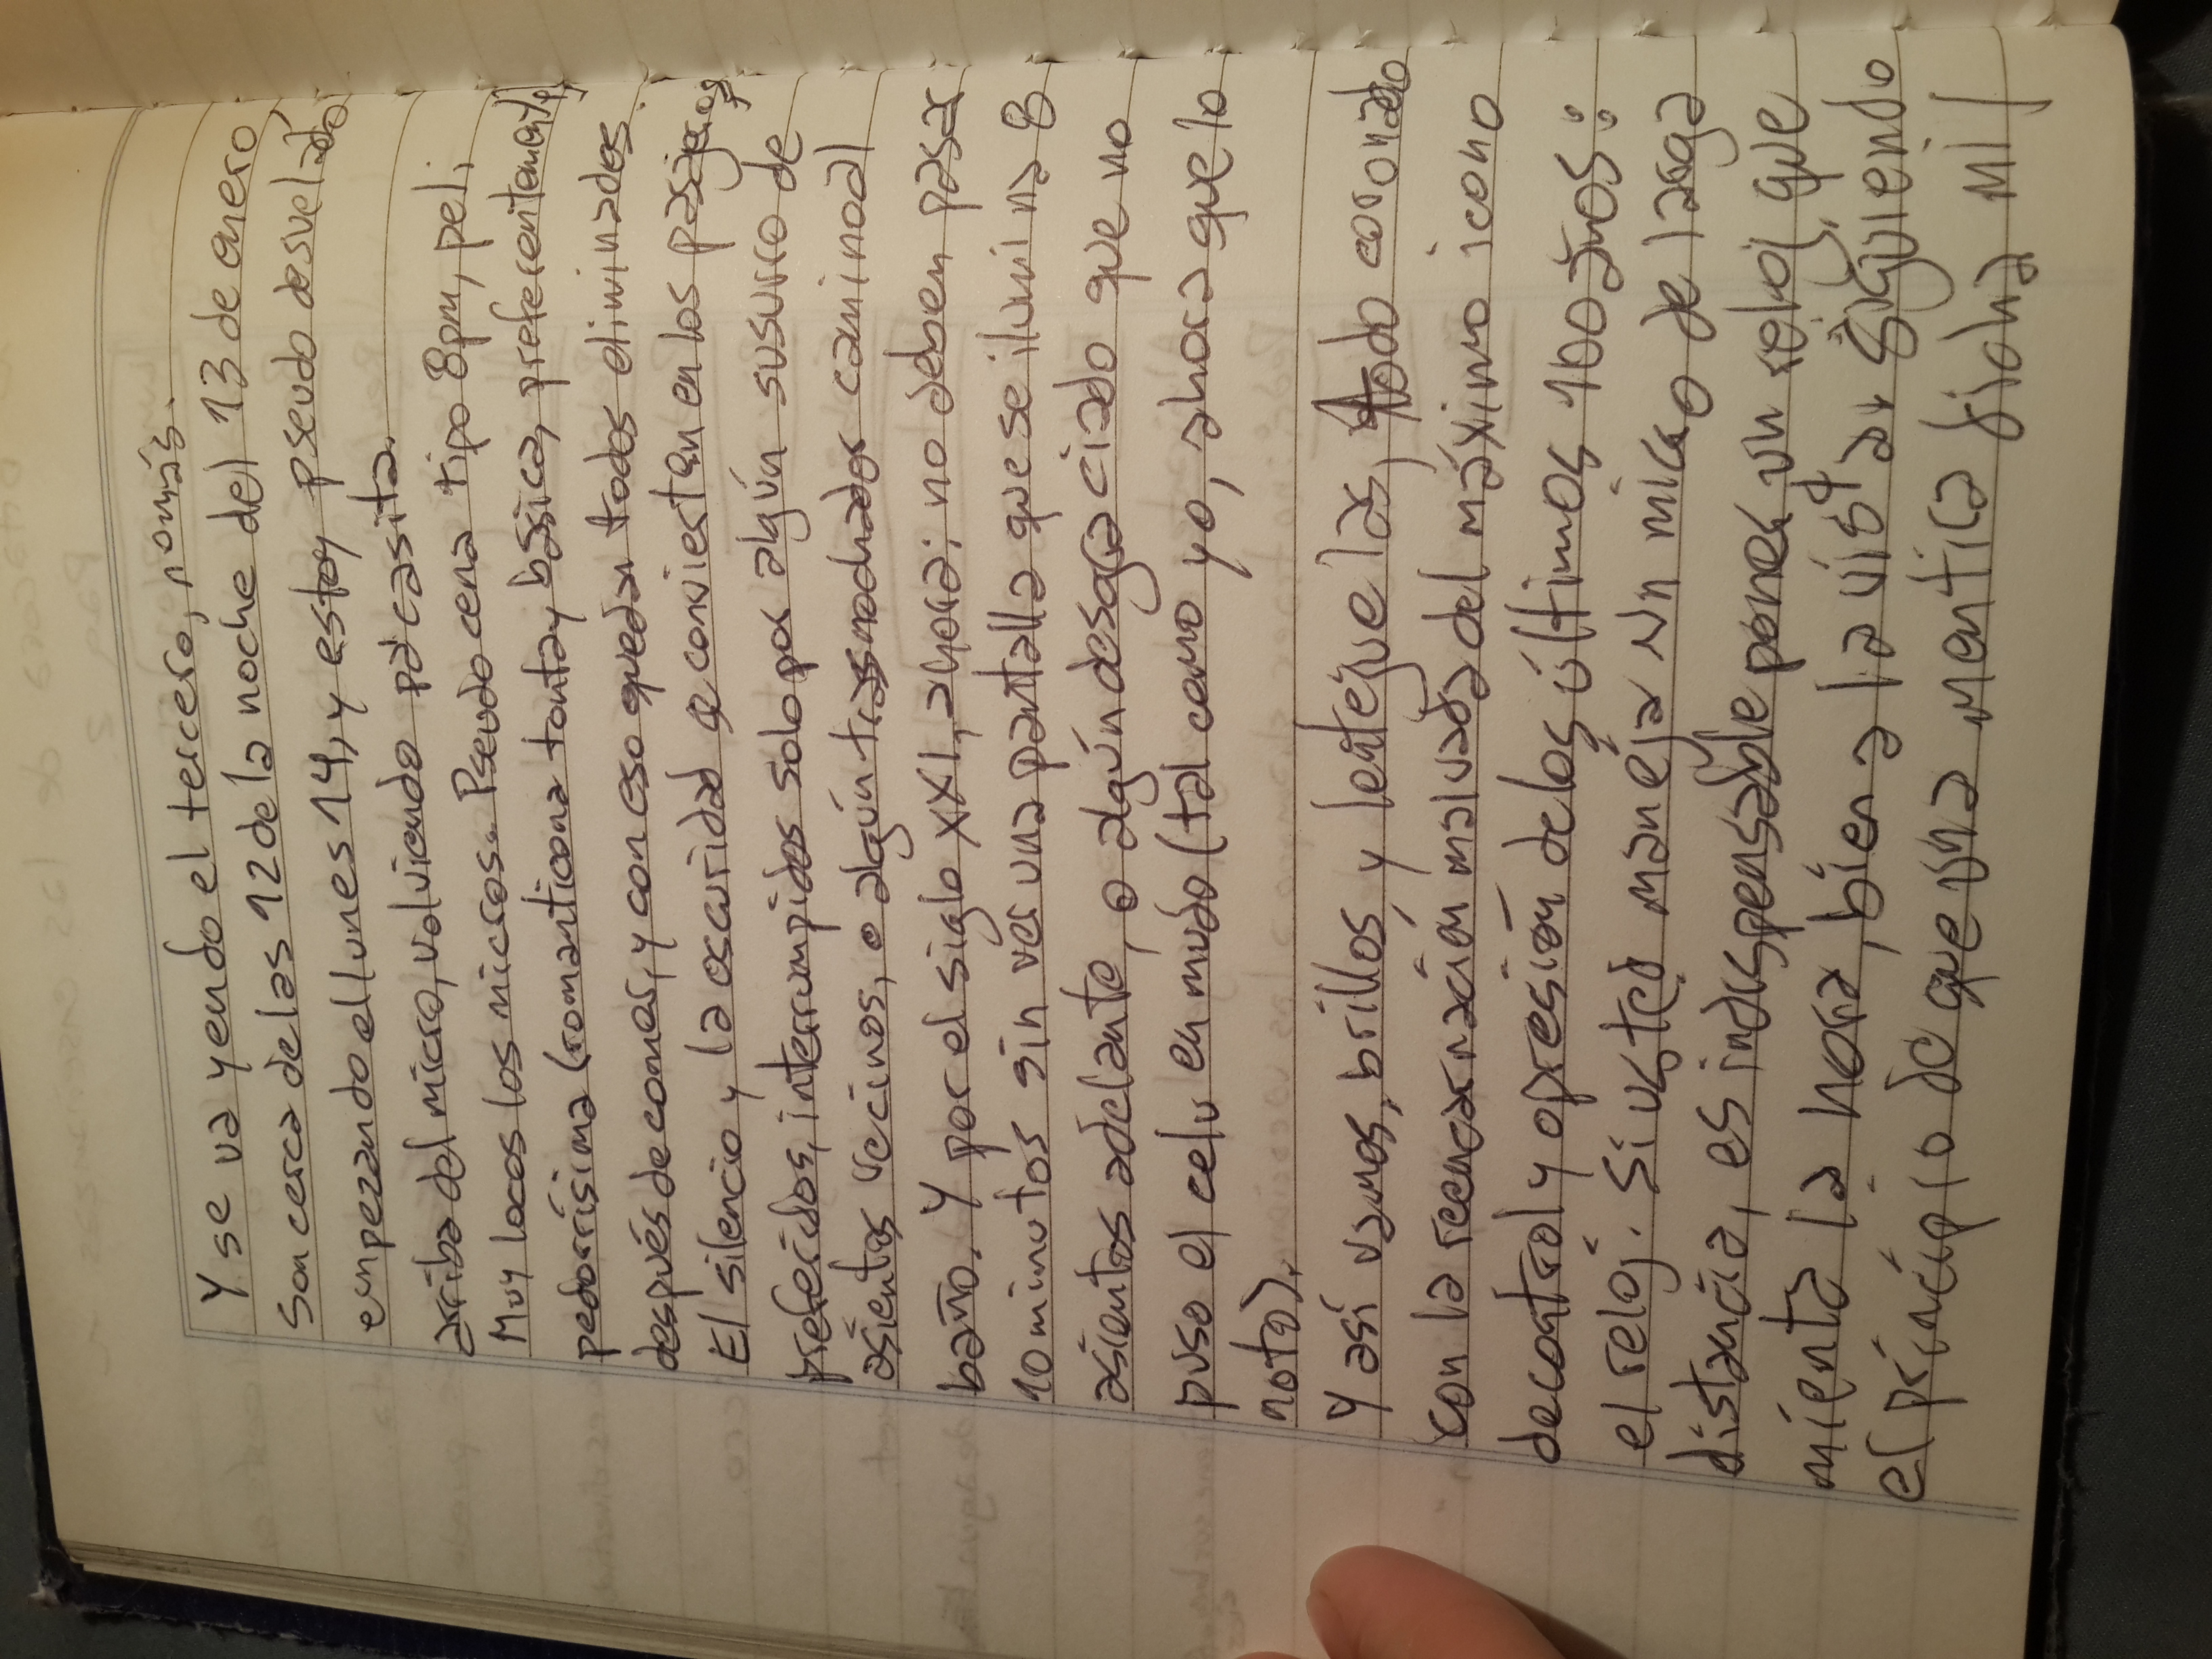 Y se va yendo el tercero, nomás.
Son cerca de las 12 de la noche del 13 de enero,
empezando el lunes 14, y estoy pseudo desvelado
arriba del micro, volviendo pa' casita.
Muy locos los micros. Pseudo cena tipo 8pm, peli
pedorrísima (romanticona tonta y básica, preferentemente)
después de comer, y con eso quedan todos eliminados.
El silencio y la oscuridad se convierten en los pasajeros
preferidos, interrumpidos solo por algún susurro de
asientos vecinos, o algún trasnochador camino al
baño. Y por el siglo XXI, ahora; no deben pasar
10 minutos sin ver una pantalla que se ilumina 8
asientos adelante, o algún desgraciado que no
puso el celu en mudo (tal como yo, ahora que lo
noto).
Y así vamos, brillos y lentejuelas, todo coronado
con la reencarnación malvada del máximo icono
de control y opresión de los últimos 100 años:
el reloj. Si usted maneja un micro de larga
distancia, es indispensable poner un reloj que
mienta la hora, bien a la vista. Siguiendo
el principio de que una mentira dicha mil